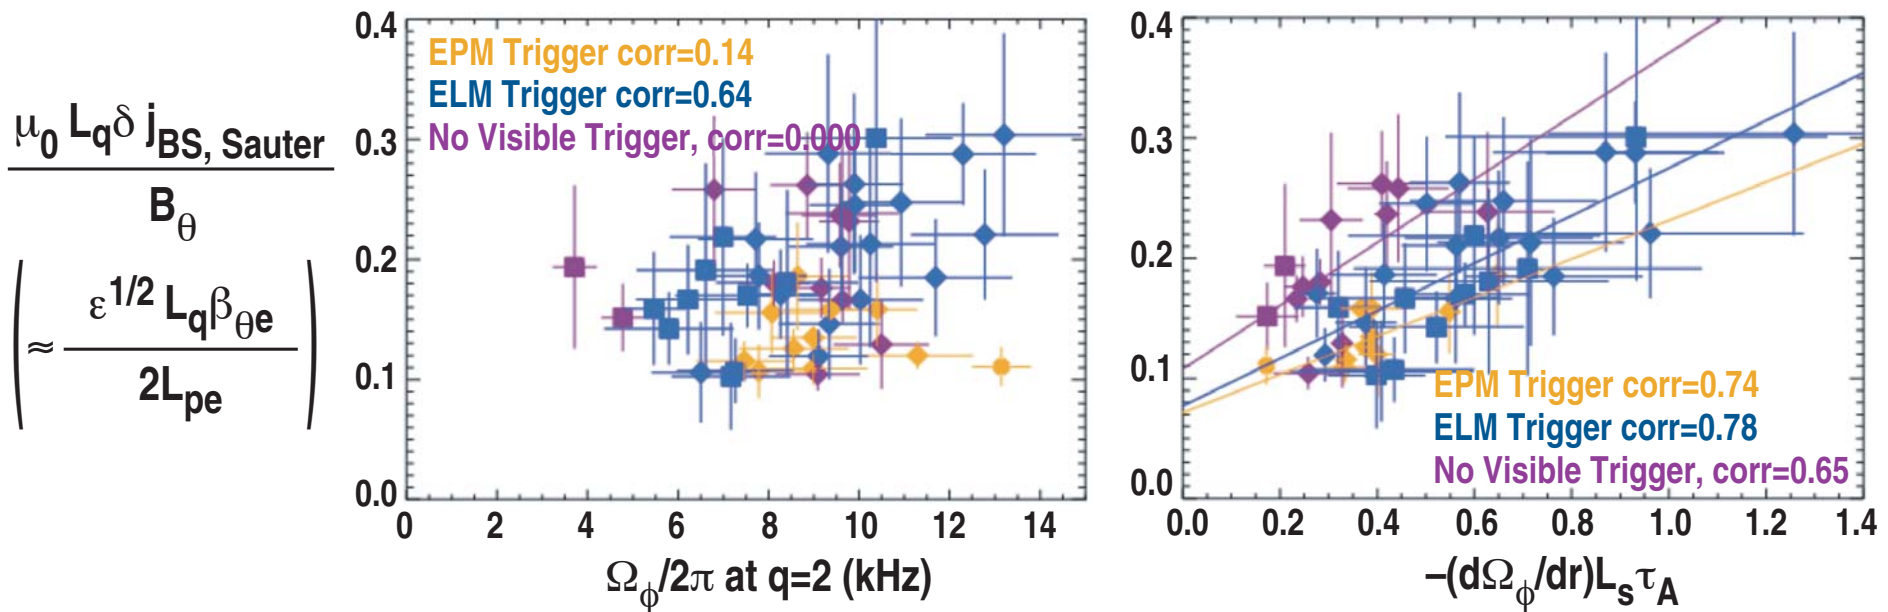 μ0 Lqδ jBS, Sauter
Bθ
(≈ ε1/2 Lqβθe
2Lpe)
0.4
0.3
0.2
0.1
0.0
EPM Trigger corr=0.14
ELM Trigger corr=0.64
No Visible Trigger, corr=0.000
0 2 4 6 8 10 12 14
Ωϕ/2π at q=2 (kHz)
0.4
0.3
0.2
0.1
0.0
EPM Trigger corr=0.74
ELM Trigger corr=0.78
No Visible Trigger, corr=0.65
0.0 0.2 0.4 0.6 0.8 1.0 1.2 1.4
–(dΩϕ/dr)LsτA